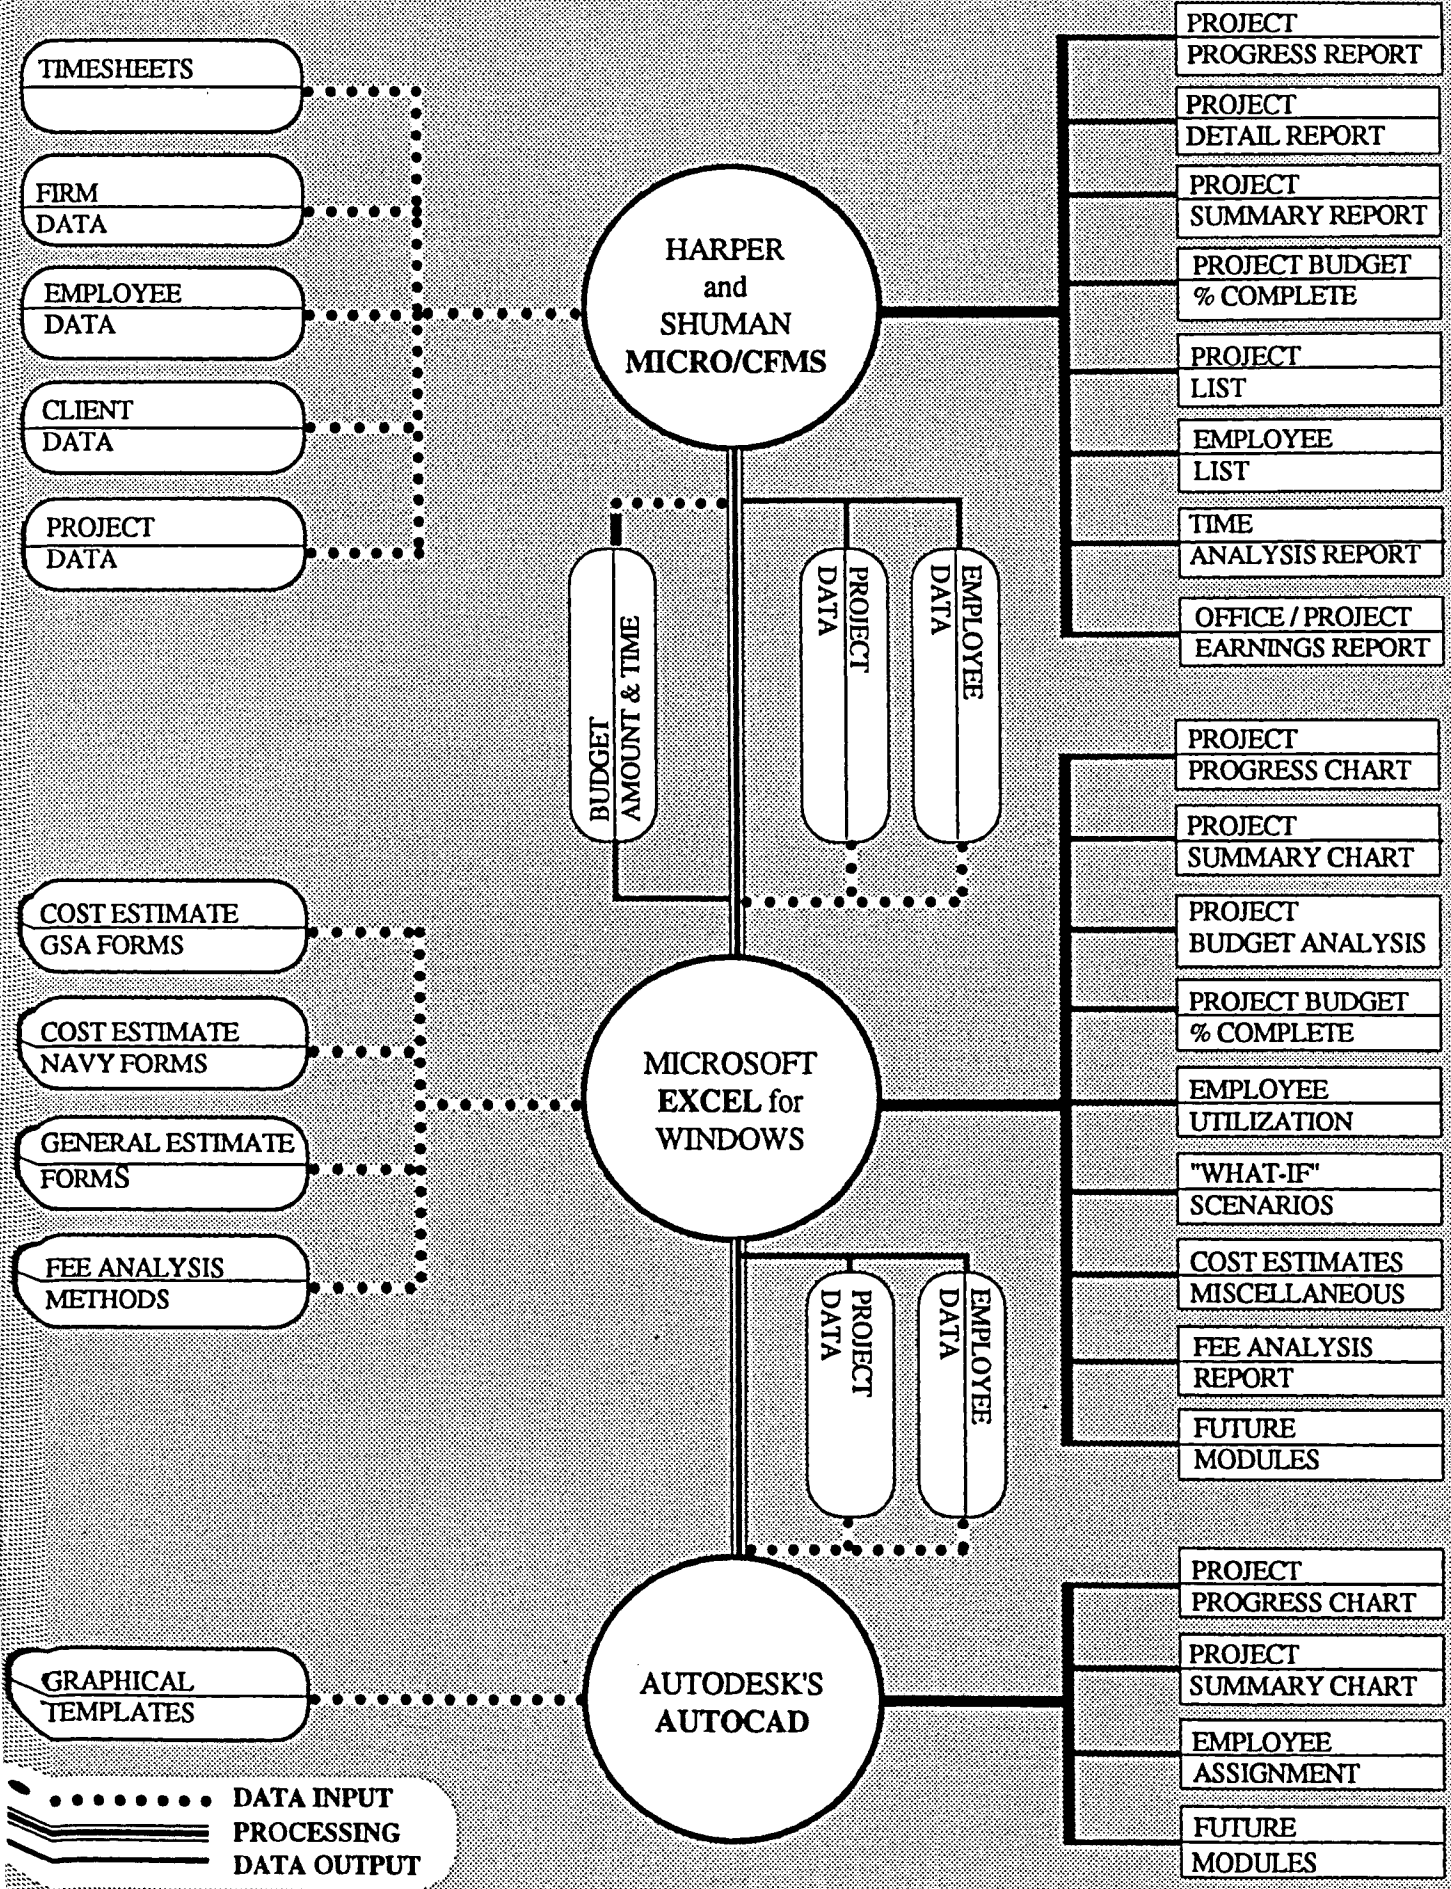 TIMESHEETS
FIRM
DATA
EMPLOYEE
DATA
CLIENT
DATA
PROJECT
DATA
HARPER
and
SHUMAN
MICRO/CFMS
PROJECT
PROGRESS REPORT
PROJECT
DETAIL REPORT
PROJECT
SUMMARY REPORT
PROJECT BUDGET
% COMPLETE
PROJECT
LIST
EMPLOYEE
LIST
TIME
ANALYSIS REPORT
OFFICE / PROJECT
EARNINGS REPORT
BUDGET
AMOUNT & TIME
PROJECT
DATA
EMPLOYEE
DATA
COST ESTIMATE
GSA FORMS
COST ESTIMATE
NAVY FORMS
GENERAL ESTIMATE
FORMS
FEE ANALYSIS
METHODS
MICROSOFT
EXCEL for
WINDOWS
PROJECT
PROGRESS CHART
PROJECT
SUMMARY CHART
PROJECT
BUDGET ANALYSIS
PROJECT BUDGET
% COMPLETE
EMPLOYEE
UTILIZATION
"WHAT-IF"
SCENARIOS
COST ESTIMATES
MISCELLANEOUS
FEE ANALYSIS
REPORT
FUTURE
MODULES
PROJECT
DATA
EMPLOYEE
DATA
GRAPHICAL
TEMPLATES
AUTODESK'S
AUTOCAD
PROJECT
PROGRESS CHART
PROJECT
SUMMARY CHART
EMPLOYEE
ASSIGNMENT
FUTURE
MODULES
DATA INPUT
PROCESSING
DATA OUTPUT